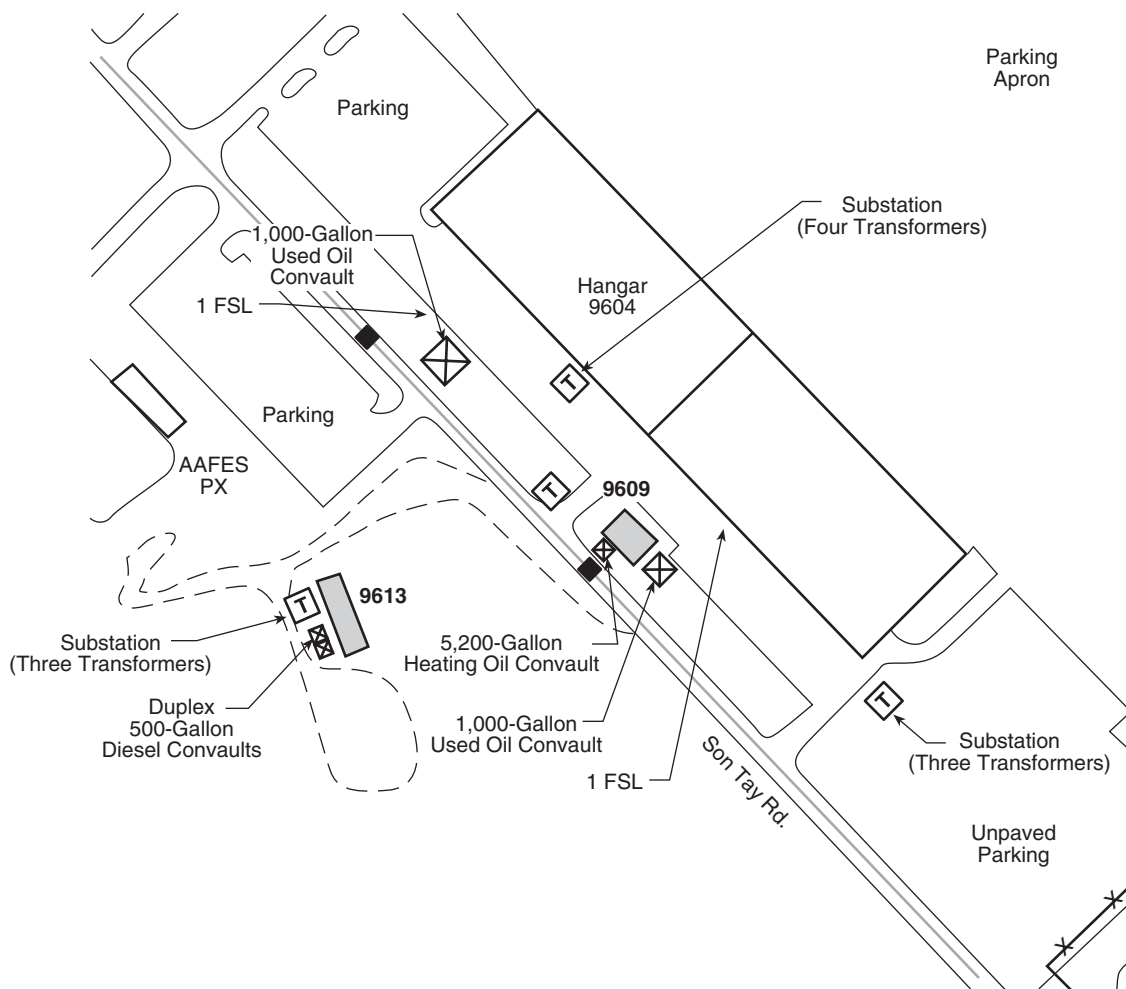 Parking
Apron
Parking
Substation
(Four Transformers)
1,000-Gallon
Used Oil
Convault
Hangar
9604
1 FSL
T
Parking
AAFES
PX
T
9609
T
9613
Substation
(Three Transformers)
5,200-Gallon
Heating Oil Convault
T
Duplex
500-Gallon
Diesel Convaults
1,000-Gallon
Used Oil Convault
Substation
(Three Transformers)
1 FSL
Son Tay Rd.
Unpaved
Parking